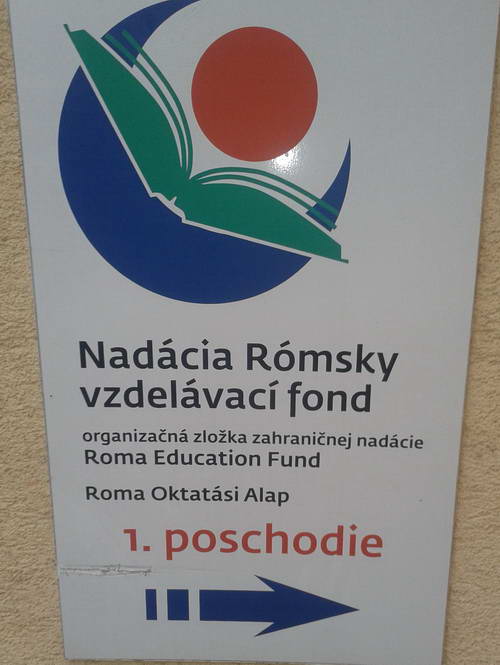 Nadácia Rómsky
vzdelávací fond
organizačná zložka zahraničnej nadácie
Roma Education Fund
Roma Oktatási Alap
1. poschodie